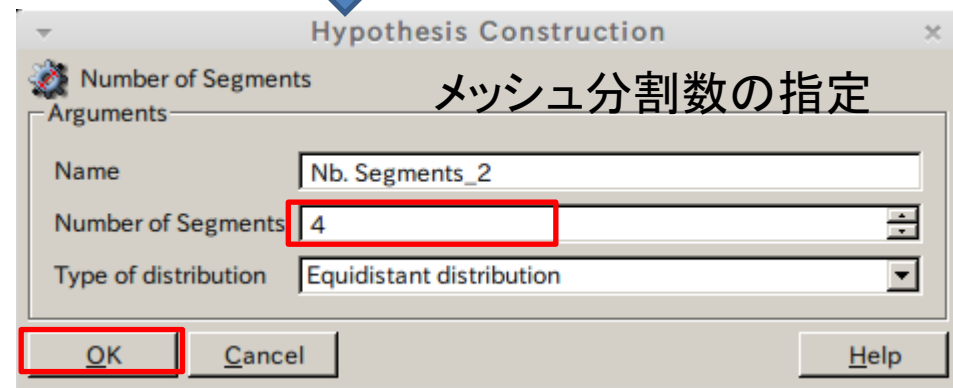 Hypothesis Construction
Number of Segments
メッシュ分割数の指定
Arguments
Name Nb. Segments_2
Number of Segments 4
Type of distribution Equidistant distribution
OK Cancel Help